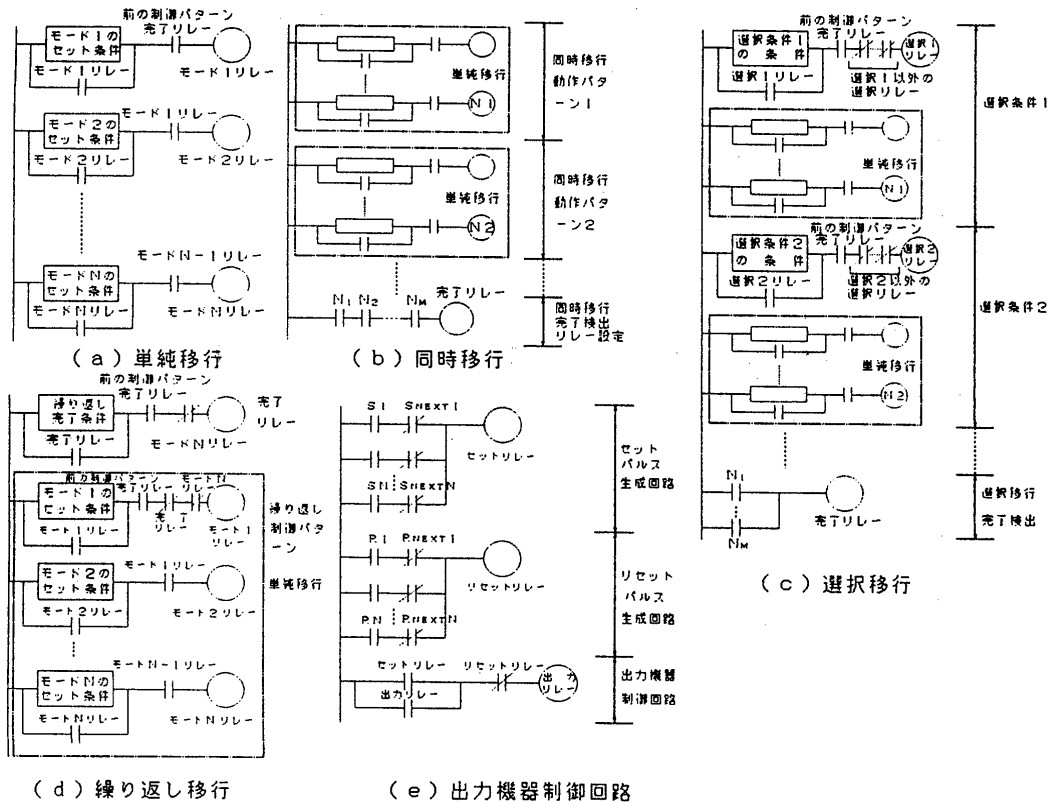 前の制御パターン
完了リレー
モード1の
セット条件
モード1リレー
モード1リレー
モード1リレー
モード2の
セット条件
モード2リレー
モード2リレー
モードN-1リレー
モードNの
セット条件
モードNリレー
モードNリレー
(a)単純移行
単純移行
N1
同時移行
動作パタ
ーン1
単純移行
N2
同時移行
動作パタ
ーン2
N1 N2 NM
完了リレー
同時移行
完了検出
リレー設定
(b)同時移行
前の制御パターン
完了リレー
選択条件1
の条件
選択1
リレー
選択1リレー
選択1以外の
選択リレー
単純移行
N1
選択条件1
前の制御パターン
完了リレー
選択条件2
の条件
選択2
リレー
選択2リレー
選択2以外の
選択リレー
単純移行
N2
選択条件2
N1
NM
完了リレー
選択移行
完了検出
(c)選択移行
前の制御パターン
完了リレー
繰り返し
完了条件
完了
リレー
完了リレー
モードNリレー
前の制御パターン
完了リレー
モートN
リレー
モード1の
セット条件
完了
リレー
モート1リレー
モート1
リレー
繰り返し
制御パタ
ーン
モート1リレー
モード2の
セット条件
単純移行
モート2リレー
モート2リレー
モートN-1リレー
モードNの
セット条件
モートNリレー
モートNリレー
(d)繰り返し移行
S1 SNEXT1
セットリレー
SN SNEXTN
セット
パルス
生成回路
R1 RNEXT1
リセットリレー
RN RNEXTN
リセット
パルス
生成回路
セットリレー リセットリレー
出力リレー
出力
リレー
出力機器
制御回路
(e)出力機器制御回路